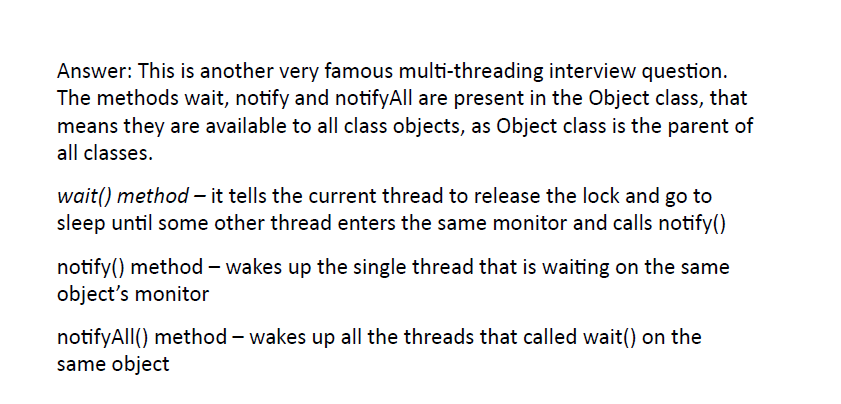 Answer: This is another very famous multi-threading interview question.
The methods wait, notify and notifyAll are present in the Object class, that
means they are available to all class objects, as Object class is the parent of
all classes.
wait() method – it tells the current thread to release the lock and go to
sleep until some other thread enters the same monitor and calls notify()
notify() method – wakes up the single thread that is waiting on the same
object’s monitor
notifyAll() method – wakes up all the threads that called wait() on the
same object